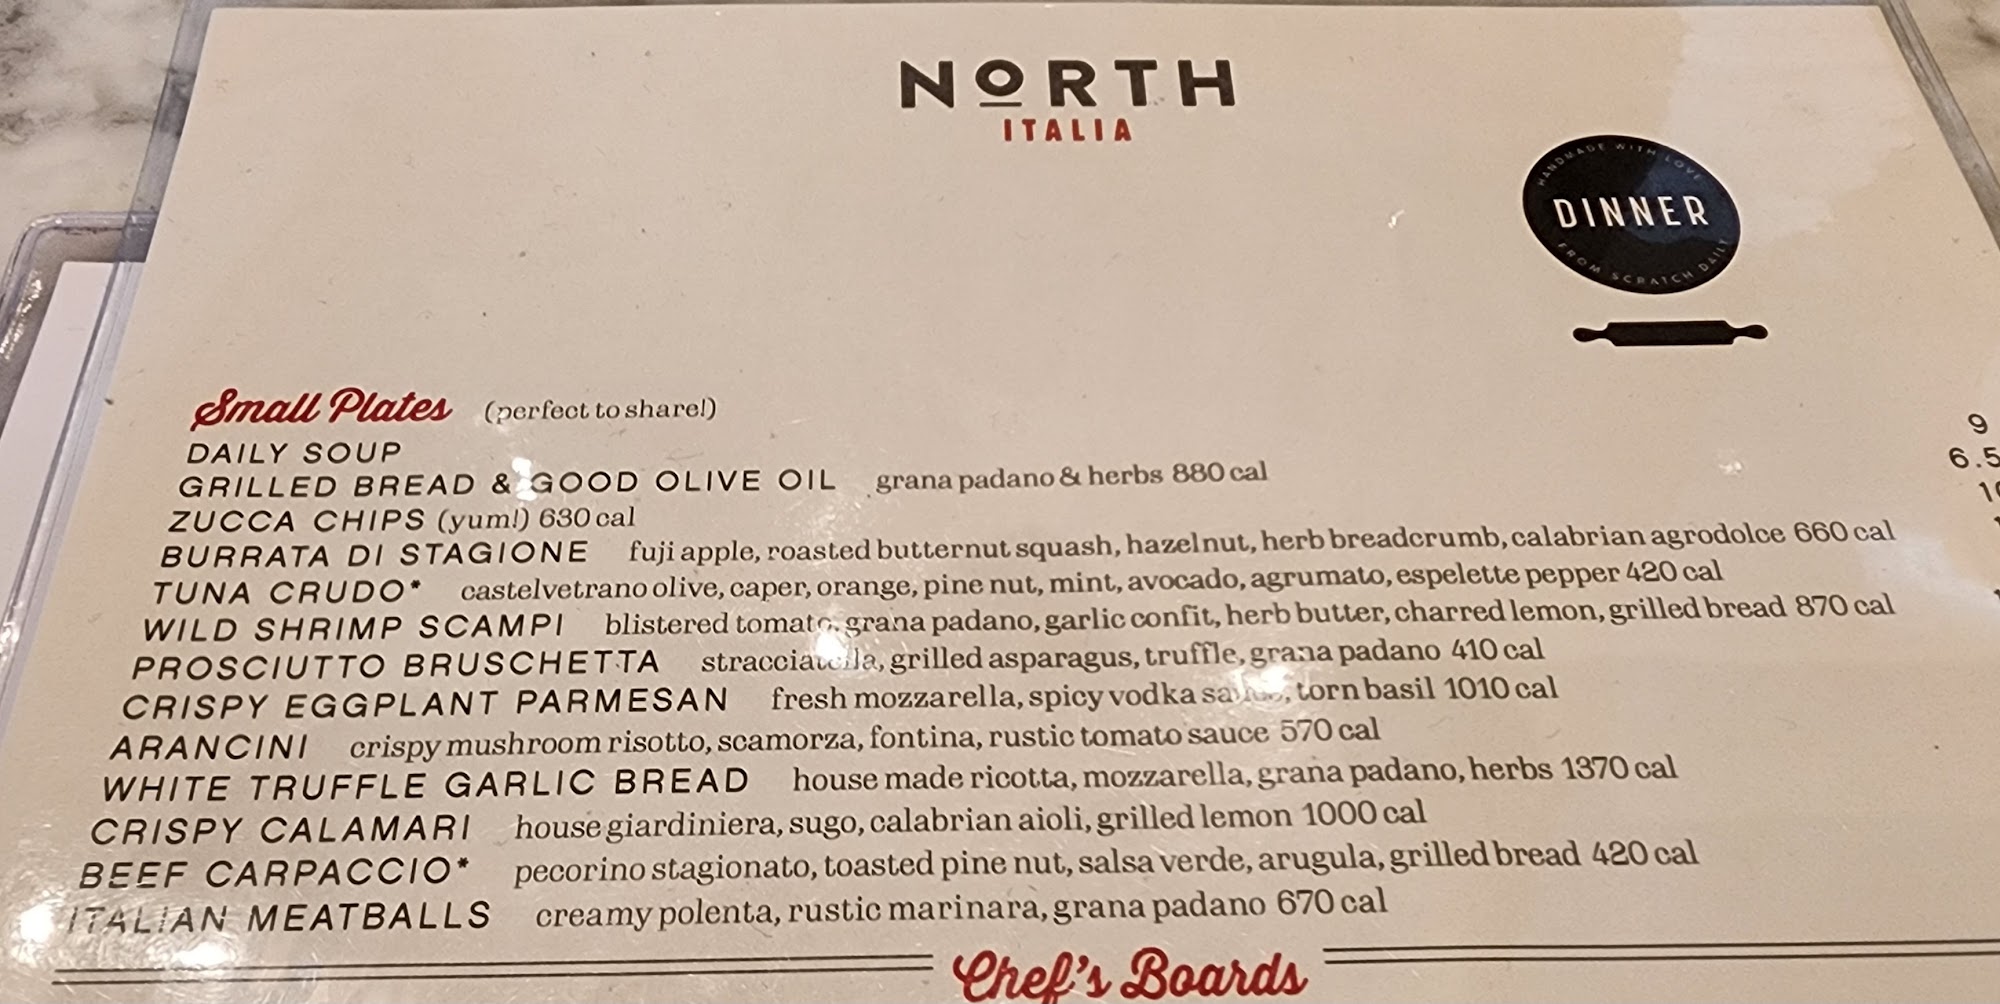 NORTH
ITALIA
HANDMADE WITH LOVE
DINNER
FROM SCRATCH DAILY
Small Plates (perfect to share!)
DAILY SOUP 9
GRILLED BREAD & GOOD OLIVE OIL grana padano & herbs 880 cal 6.5
ZUCCA CHIPS (yum!) 630 cal
BURRATA DI STAGIONE fuji apple, roasted butternut squash, hazelnut, herb breadcrumb, calabrian agrodolce 660 cal
TUNA CRUDO* castelvetrano olive, caper, orange, pine nut, mint, avocado, agrumato, espelette pepper 420 cal
WILD SHRIMP SCAMPI blistered tomato, grana padano, garlic confit, herb butter, charred lemon, grilled bread 870 cal
PROSCIUTTO BRUSCHETTA stracciatella, grilled asparagus, truffle, grana padano 410 cal
CRISPY EGGPLANT PARMESAN fresh mozzarella, spicy vodka sauce, torn basil 1010 cal
ARANCINI crispy mushroom risotto, scamorza, fontina, rustic tomato sauce 570 cal
WHITE TRUFFLE GARLIC BREAD house made ricotta, mozzarella, grana padano, herbs 1370 cal
CRISPY CALAMARI house giardiniera, sugo, calabrian aioli, grilled lemon 1000 cal
BEEF CARPACCIO* pecorino stagionato, toasted pine nut, salsa verde, arugula, grilled bread 420 cal
ITALIAN MEATBALLS creamy polenta, rustic marinara, grana padano 670 cal
Chef's Boards